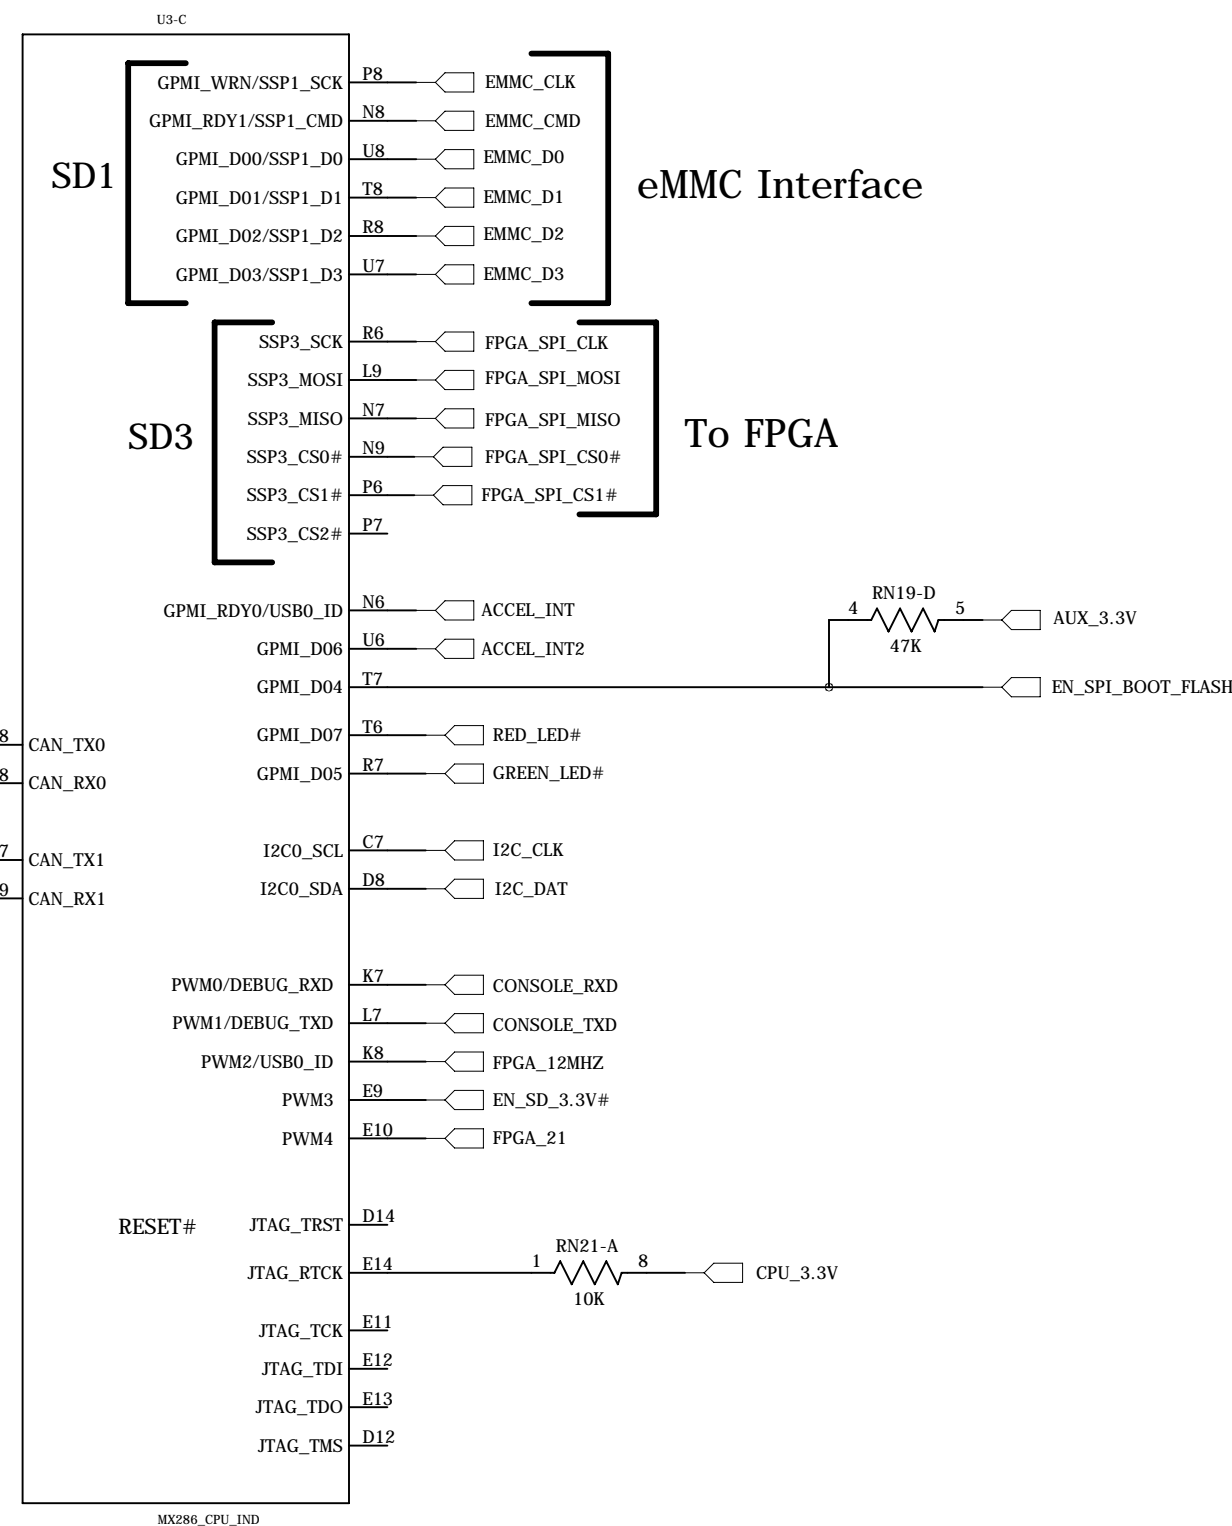 U3-C
GPMI_WRN/SSP1_SCK P8 EMMC_CLK
GPMI_RDY1/SSP1_CMD N8 EMMC_CMD
GPMI_D00/SSP1_D0 U8 EMMC_D0
SD1
GPMI_D01/SSP1_D1 T8 EMMC_D1
eMMC Interface
GPMI_D02/SSP1_D2 R8 EMMC_D2
GPMI_D03/SSP1_D3 U7 EMMC_D3
SSP3_SCK R6 FPGA_SPI_CLK
SSP3_MOSI L9 FPGA_SPI_MOSI
SSP3_MISO N7 FPGA_SPI_MISO
SD3
To FPGA
SSP3_CS0# N9 FPGA_SPI_CS0#
SSP3_CS1# P6 FPGA_SPI_CS1#
SSP3_CS2# P7
RN19-D
GPMI_RDY0/USB0_ID N6 ACCEL_INT
4 5 AUX_3.3V
47K
GPMI_D06 U6 ACCEL_INT2
GPMI_D04 T7 EN_SPI_BOOT_FLASH
GPMI_D07 T6 RED_LED#
8 CAN_TX0
GPMI_D05 R7 GREEN_LED#
8 CAN_RX0
I2C0_SCL C7 I2C_CLK
7 CAN_TX1
I2C0_SDA D8 I2C_DAT
9 CAN_RX1
PWM0/DEBUG_RXD K7 CONSOLE_RXD
PWM1/DEBUG_TXD L7 CONSOLE_TXD
PWM2/USB0_ID K8 FPGA_12MHZ
PWM3 E9 EN_SD_3.3V#
PWM4 E10 FPGA_21
RESET# JTAG_TRST D14
RN21-A
JTAG_RTCK E14 1 8 CPU_3.3V
10K
JTAG_TCK E11
JTAG_TDI E12
JTAG_TDO E13
JTAG_TMS D12
MX286_CPU_IND